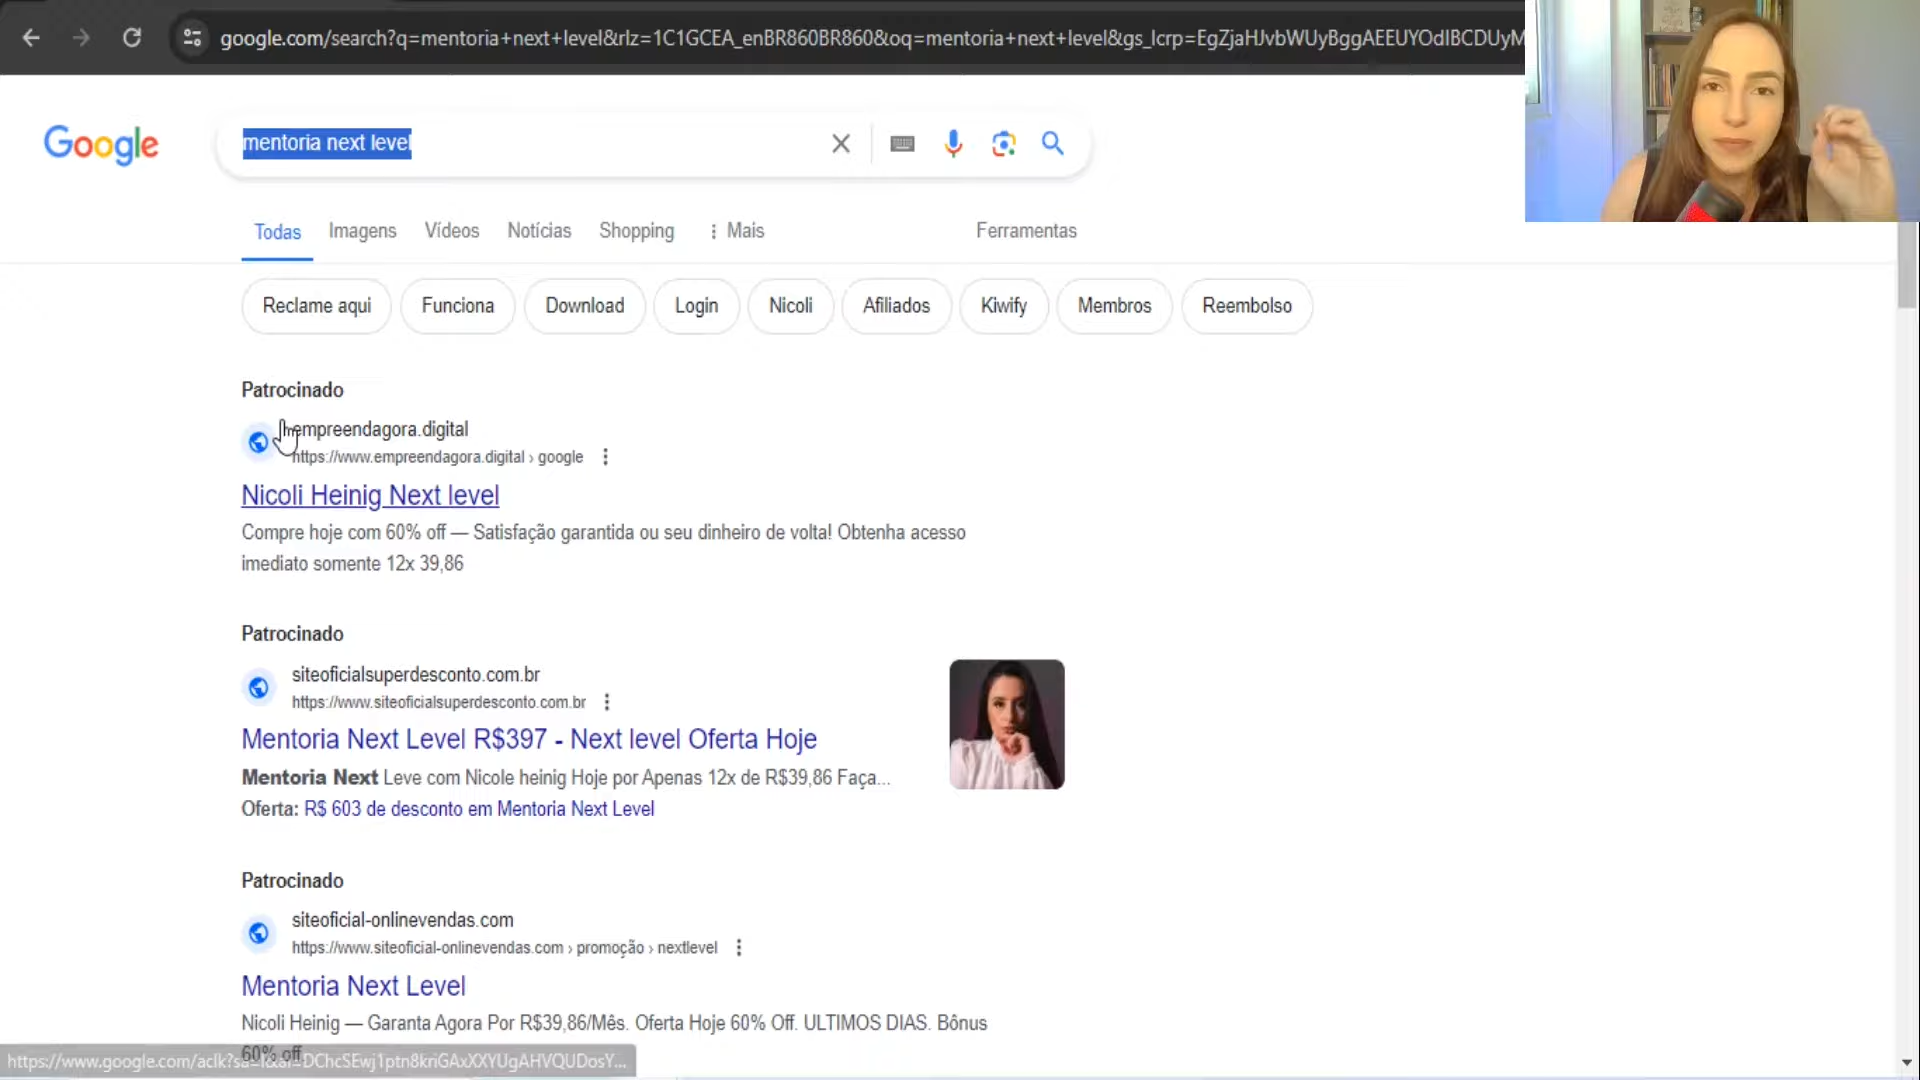 google.com/search?q=mentoria+next+level&rlz=1C1GCEA_enBR860BR860&oq=mentoria+next+level&gs_lcrp=EgZjaHJvbWUyBggAEEUYOdIBCDUyM
Google
mentoria next level
Todas Imagens Vídeos Notícias Shopping Mais Ferramentas
Reclame aqui Funciona Download Login Nicoli Afiliados Kiwify Membros Reembolso
Patrocinado
empreendagora.digital
https://www.empreendagora.digital › google
Nicoli Heinig Next level
Compre hoje com 60% off — Satisfação garantida ou seu dinheiro de volta! Obtenha acesso
imediato somente 12x 39,86
Patrocinado
siteoficialsuperdesconto.com.br
https://www.siteoficialsuperdesconto.com.br
Mentoria Next Level R$397 - Next level Oferta Hoje
Mentoria Next Leve com Nicole heinig Hoje por Apenas 12x de R$39,86 Faça...
Oferta: R$ 603 de desconto em Mentoria Next Level
Patrocinado
siteoficial-onlinevendas.com
https://www.siteoficial-onlinevendas.com › promoção › nextlevel
Mentoria Next Level
Nicoli Heinig — Garanta Agora Por R$39,86/Mês. Oferta Hoje 60% Off. ULTIMOS DIAS. Bônus
60% off